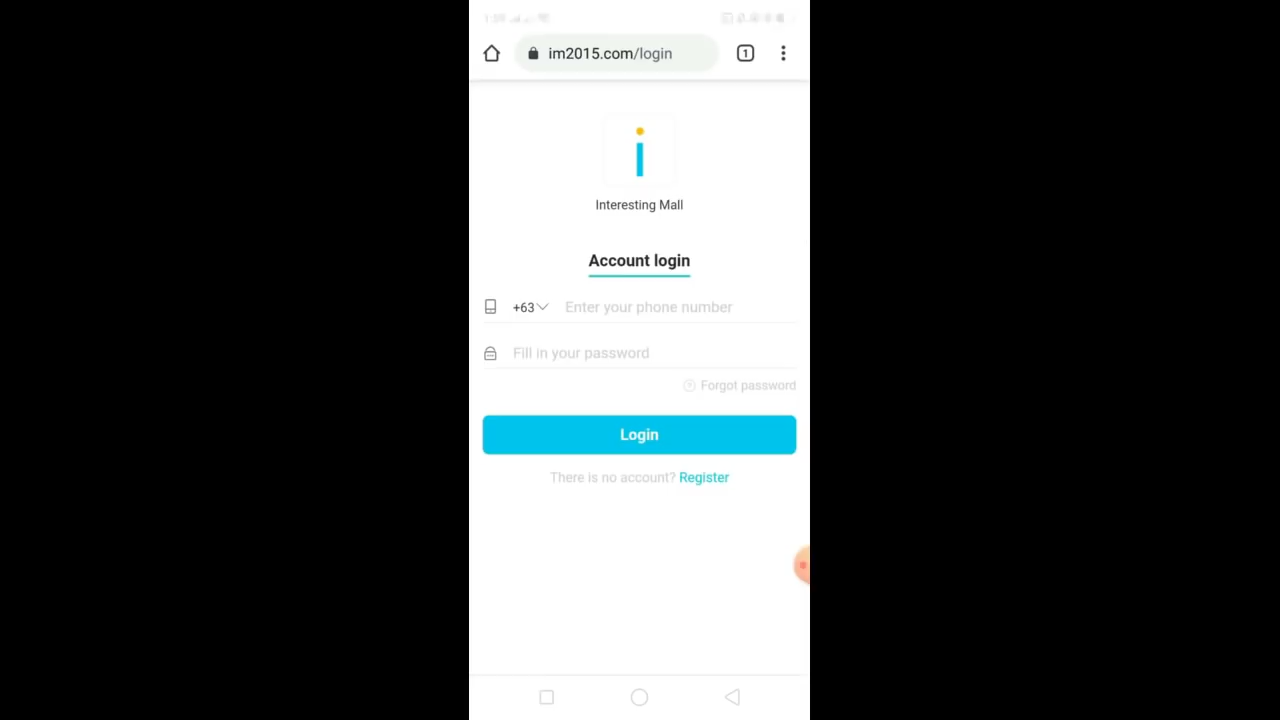 im2015.com/login
1
i
Interesting Mall
Account login
+63 Enter your phone number
Fill in your password
? Forgot password
Login
There is no account? Register